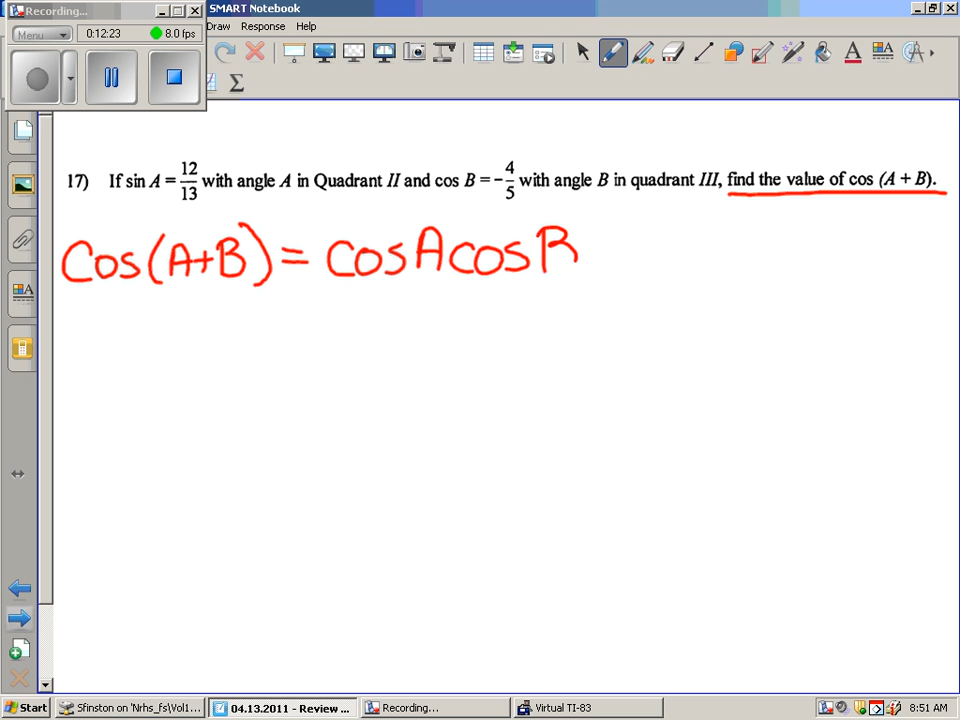 Recording...
SMART Notebook
Menu
0:12:23
8.0 fps
Draw Response Help
17) If sin A = 12/13 with angle A in Quadrant II and cos B = -4/5 with angle B in quadrant III, find the value of cos (A + B).
Cos(A+B) = cosAcos
Start
Sfinston on 'Nrhs_fs\Vol1...
04.13.2011 - Review ...
Recording...
Virtual TI-83
8:51 AM